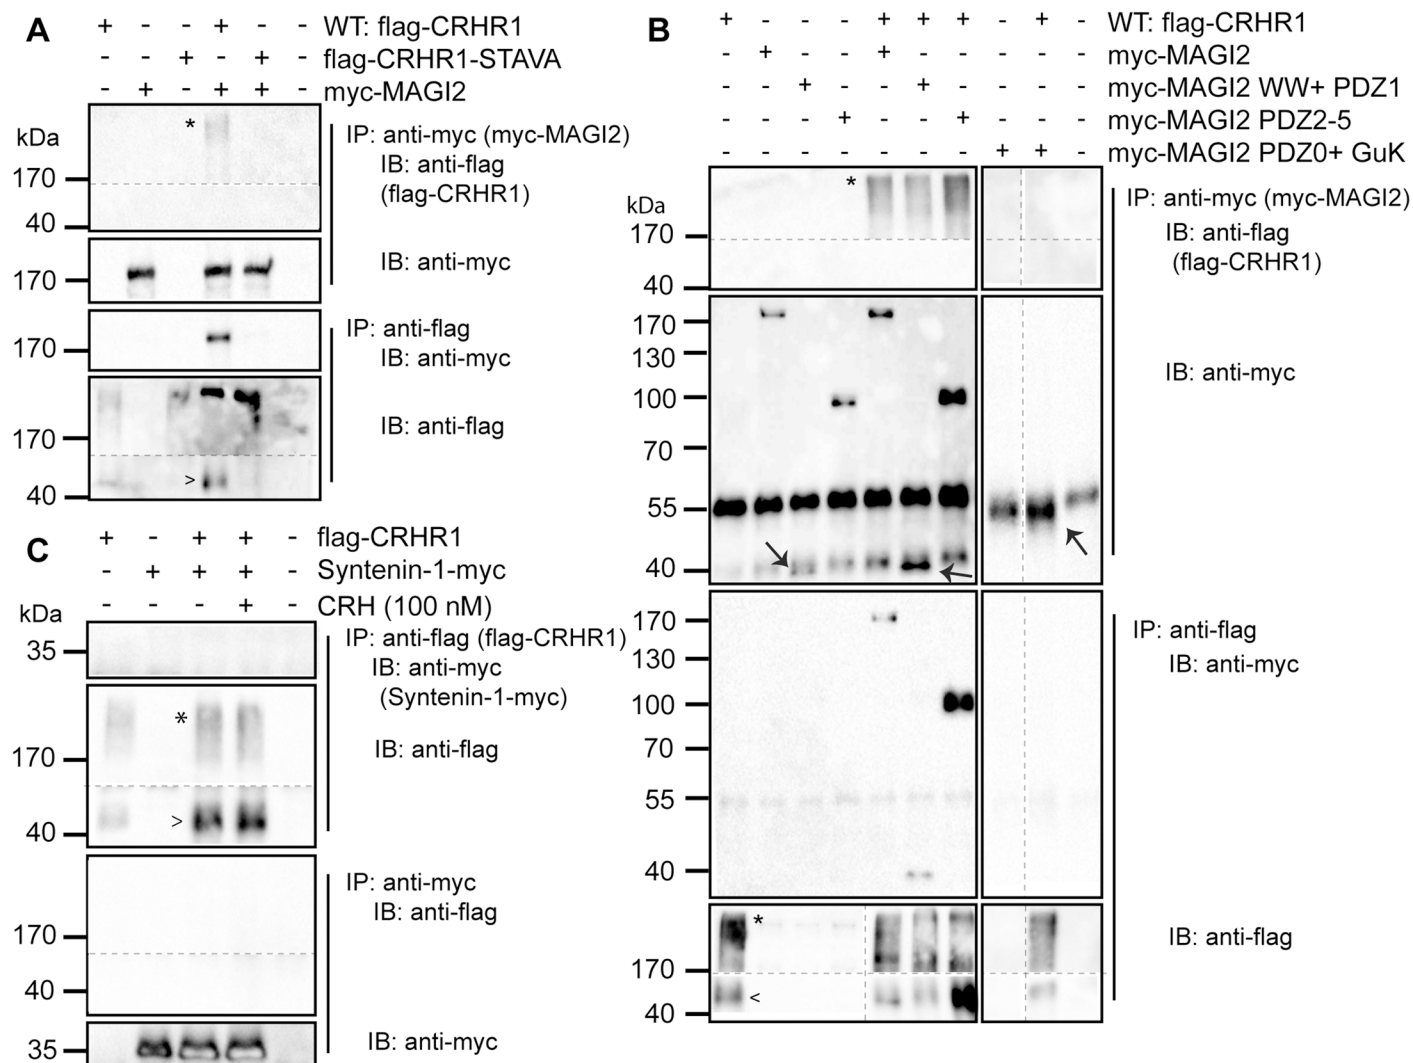 A
+ - - + - - WT: flag-CRHR1
- - + - + - flag-CRHR1-STAVA
- + - + + - myc-MAGI2
kDa
170
40
*
IP: anti-myc (myc-MAGI2)
IB: anti-flag
(flag-CRHR1)
170
IB: anti-myc
170
IP: anti-flag
IB: anti-myc
170
40
>
IB: anti-flag
B
+ - - - + + + - + - WT: flag-CRHR1
- + - - + - - - - - myc-MAGI2
- - + - - + - - - - myc-MAGI2 WW+ PDZ1
- - - + - - + - - - myc-MAGI2 PDZ2-5
- - - - - - - + + - myc-MAGI2 PDZ0+ GuK
kDa
170
40
*
IP: anti-myc (myc-MAGI2)
IB: anti-flag
(flag-CRHR1)
170
130
100
70
55
40
IB: anti-myc
170
130
100
70
55
40
IP: anti-flag
IB: anti-myc
170
40
*
<
IB: anti-flag
C
+ - + + - flag-CRHR1
- + + + - Syntenin-1-myc
- - - + - CRH (100 nM)
kDa
35
IP: anti-flag (flag-CRHR1)
IB: anti-myc
(Syntenin-1-myc)
170
40
*
>
IB: anti-flag
170
40
IP: anti-myc
IB: anti-flag
35
IB: anti-myc